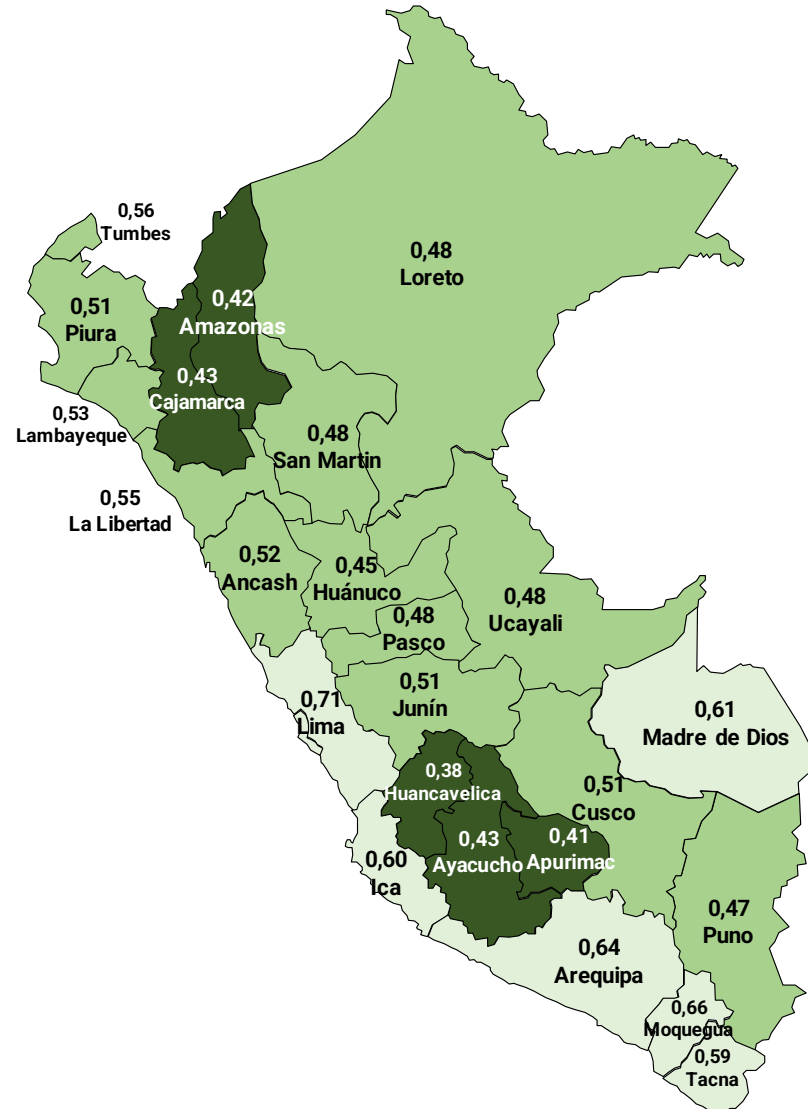 0,56
Tumbes
0,48
Loreto
0,51
Piura
0,42
Amazonas
0,43
Cajamarca
0,53
Lambayeque
0,48
San Martin
0,55
La Libertad
0,52
Ancash
0,45
Huánuco
0,48
Ucayali
0,48
Pasco
0,51
Junín
0,71
Lima
0,61
Madre de Dios
0,38
Huancavelica
0,51
Cusco
0,43
Ayacucho
0,41
Apurimac
0,60
Ica
0,47
Puno
0,64
Arequipa
0,66
Moquegua
0,59
Tacna